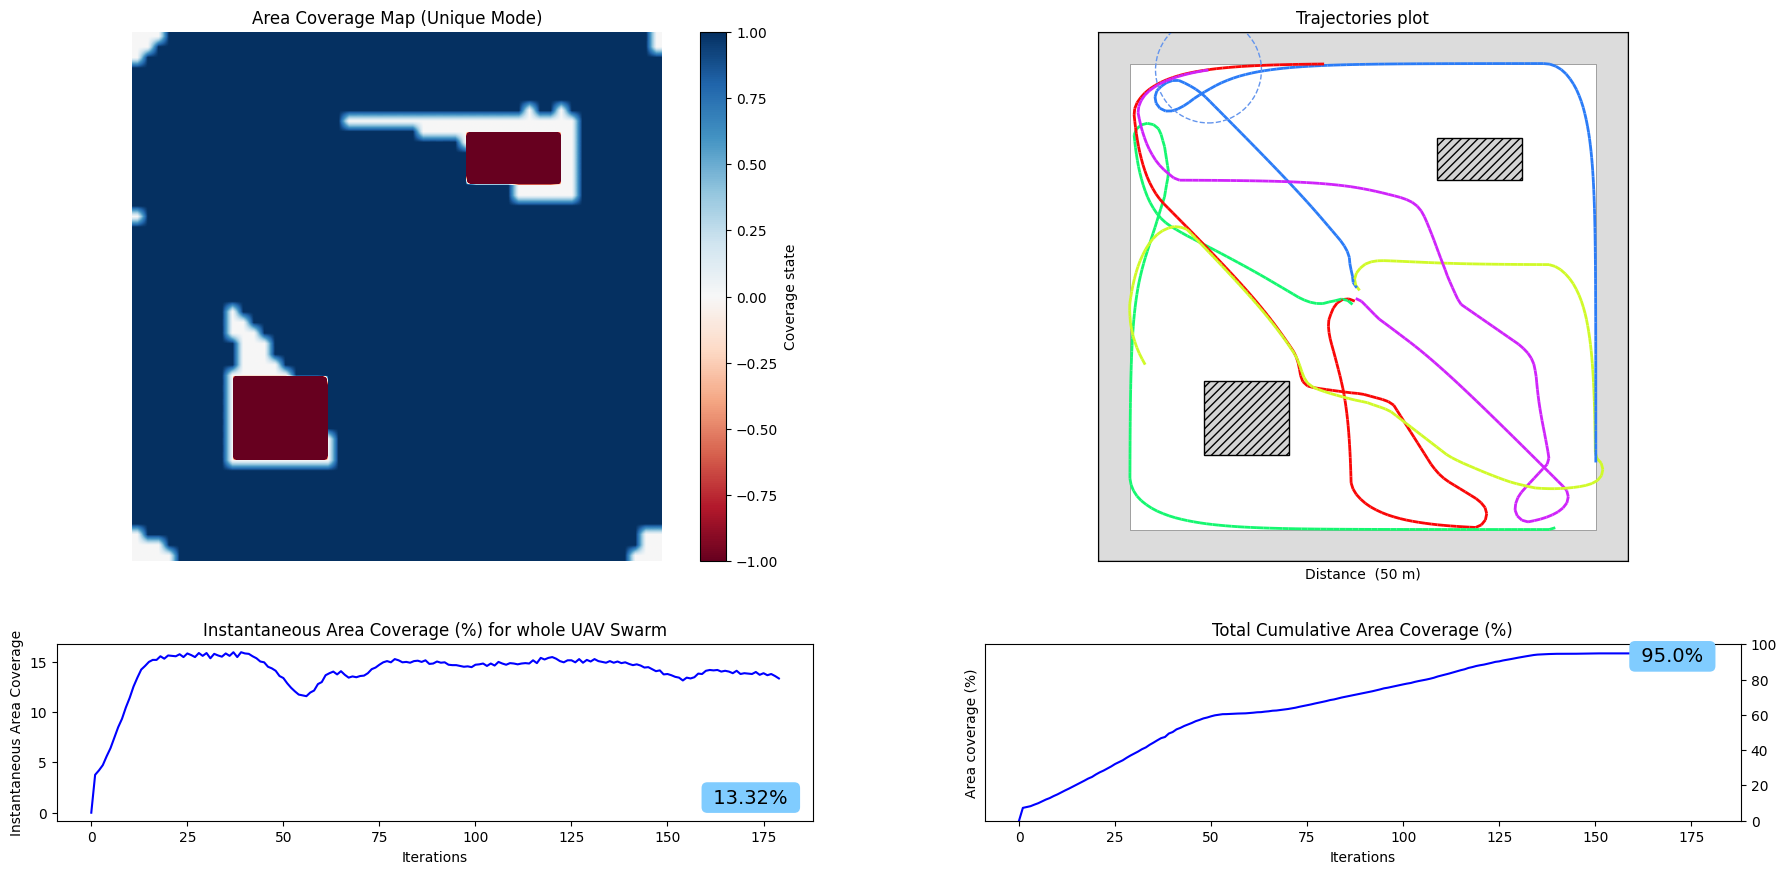 Area Coverage Map (Unique Mode)
1.00
0.75
0.50
0.25
0.00
−0.25
−0.50
−0.75
−1.00
Coverage state
Trajectories plot
Distance  (50 m)
Instantaneous Area Coverage (%) for whole UAV Swarm
Instantaneous Area Coverage
15
10
5
0
13.32%
0 25 50 75 100 125 150 175
Iterations
Total Cumulative Area Coverage (%)
Area coverage (%)
95.0%
100
80
60
40
20
0
0 25 50 75 100 125 150 175
Iterations